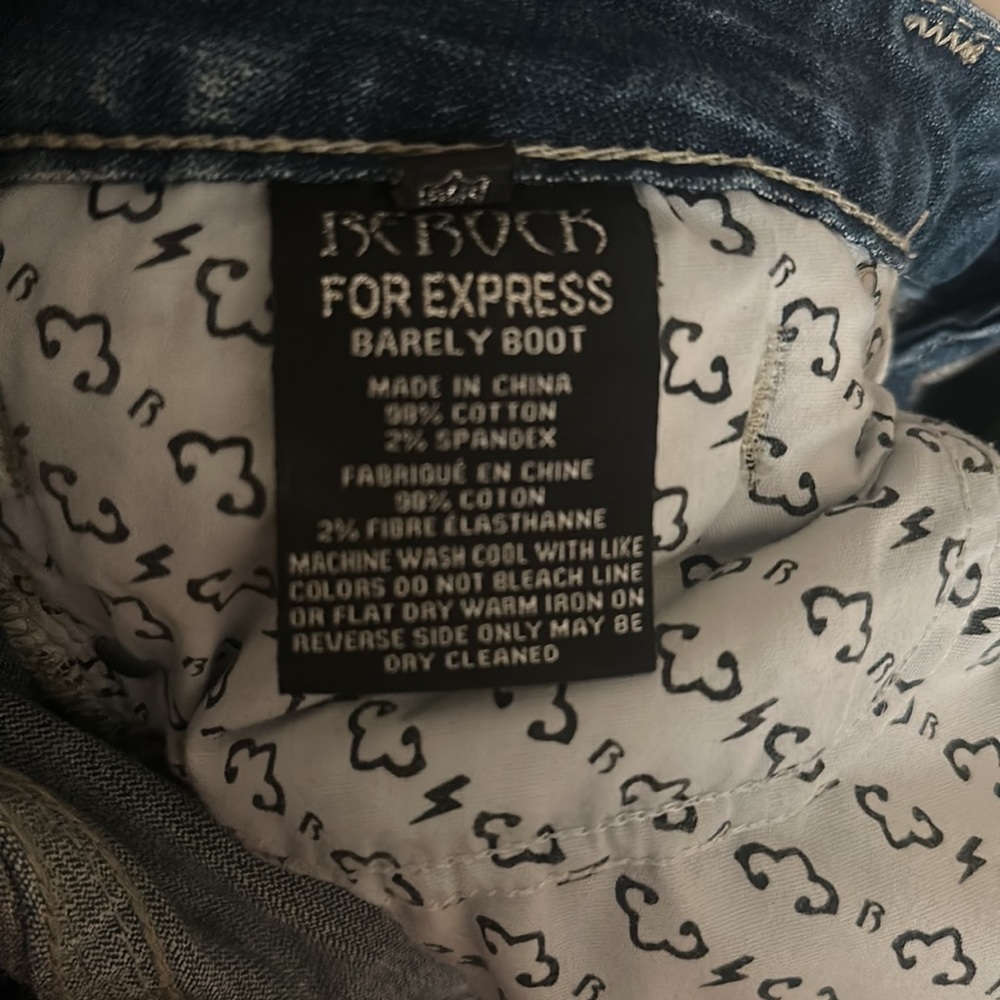 REROCK
FOR EXPRESS
BARELY BOOT
MADE IN CHINA
98% COTTON
2% SPANDEX
FABRIQUÉ EN CHINE
98% COTON
2% FIBRE ÉLASTHANNE
MACHINE WASH COOL WITH LIKE
COLORS DO NOT BLEACH LINE
OR FLAT DRY WARM IRON ON
REVERSE SIDE ONLY MAY BE
DRY CLEANED